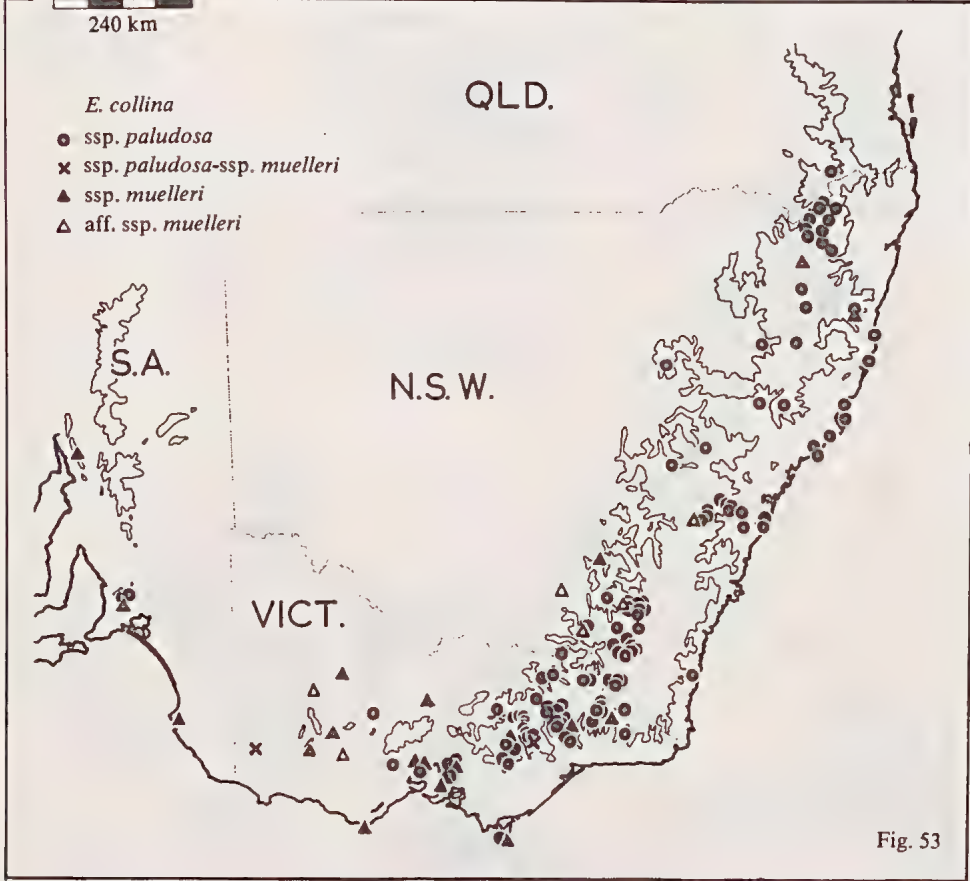 240 km
E. collina
ssp. paludosa
ssp. paludosa-ssp. muelleri
ssp. muelleri
aff. ssp. muelleri
QLD.
S.A.
N.S.W.
VICT.
Fig. 53